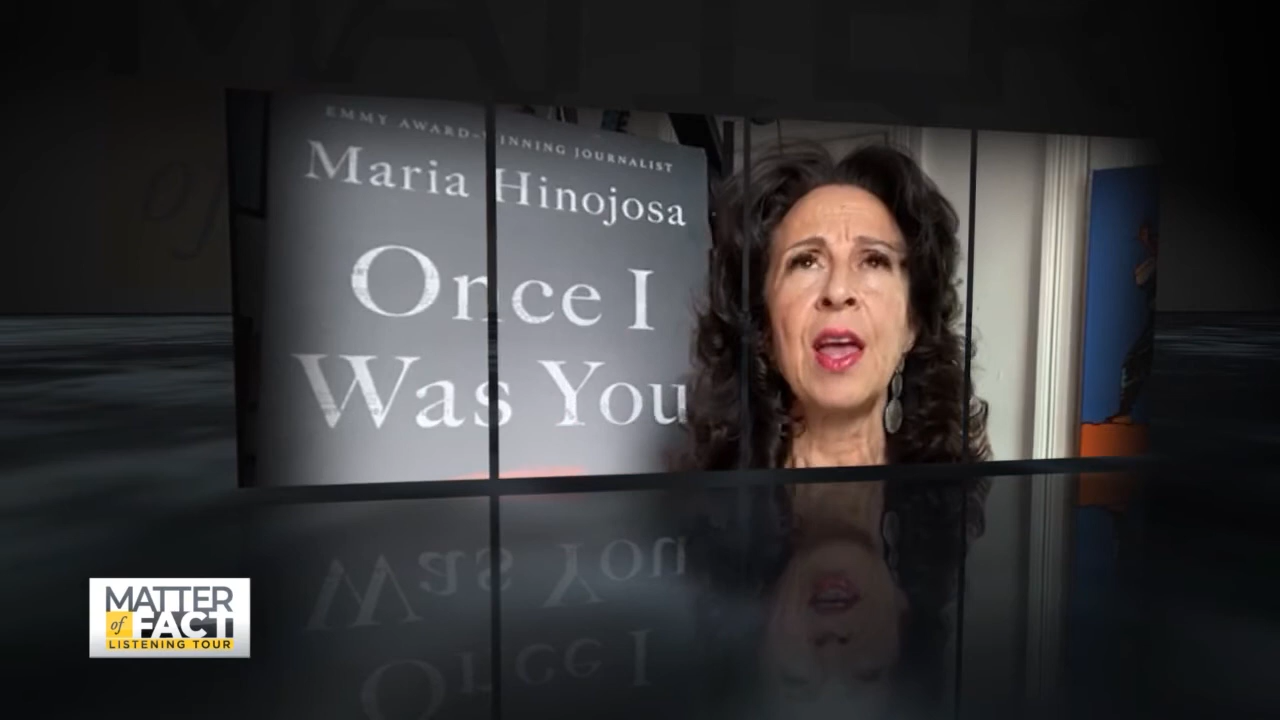 EMMY AWARD-WINNING JOURNALIST
Maria Hinojosa
Once I
Was You
MATTER
of FACT
LISTENING TOUR